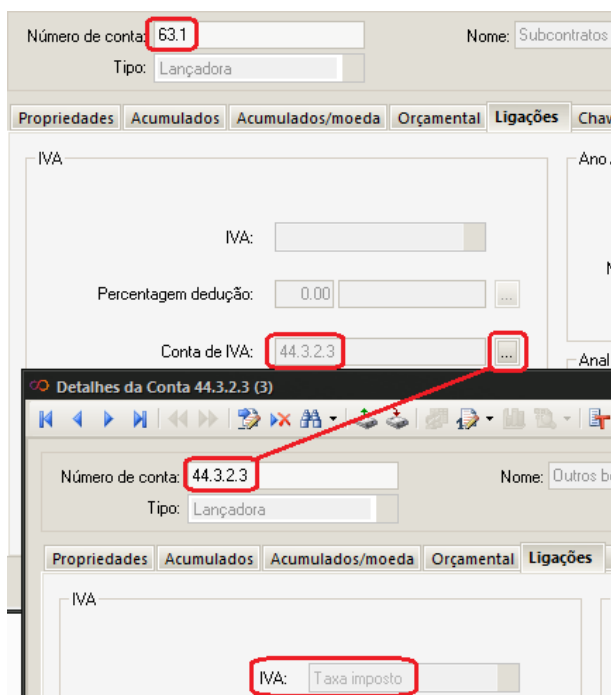 Número de conta: 63.1 Nome: Subcontratos
Tipo: Lançadora
Propriedades Acumulados Acumulados/moeda Orçamental Ligações
IVA Ano
IVA:
Percentagem dedução: 0.00 ...
Conta de IVA: 44.3.2.3 ...
Anal
Detalhes da Conta 44.3.2.3 (3)
Número de conta: 44.3.2.3 Nome: Outros
Tipo: Lançadora
Propriedades Acumulados Acumulados/moeda Orçamental Ligações
IVA
IVA: Taxa imposto